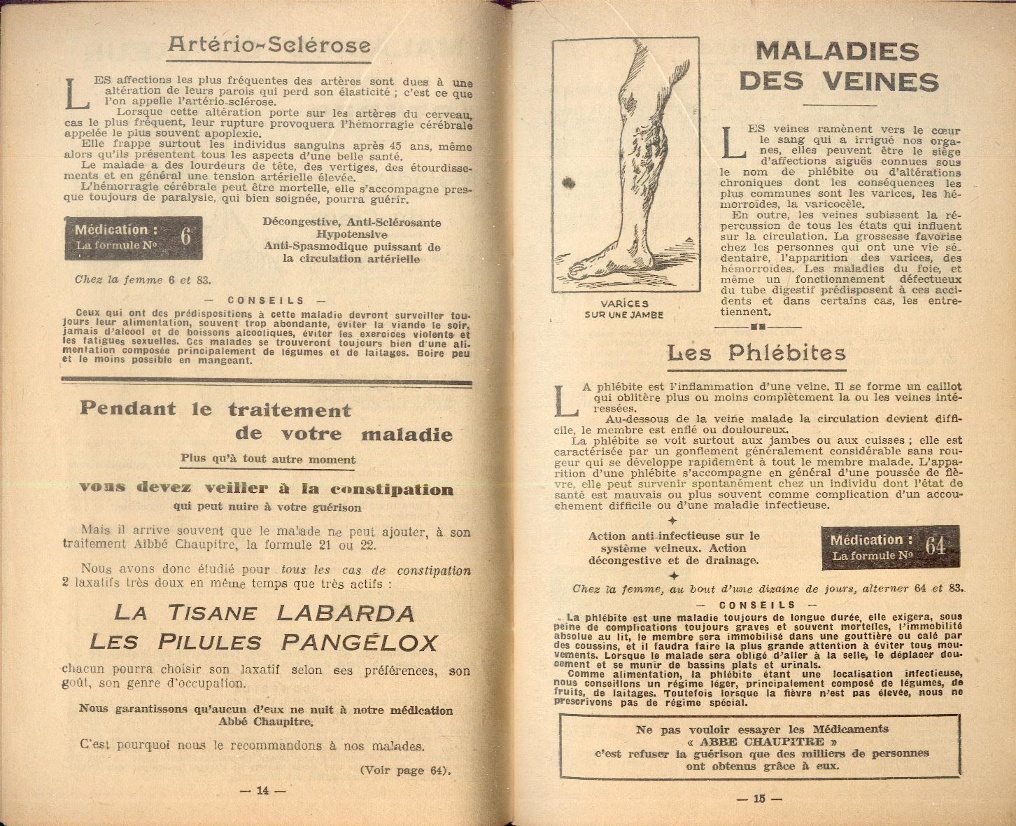 Artério-Sclérose
LES affections les plus fréquentes des artères sont dues à une
altération de leurs parois qui perd son élasticité ; c'est ce que
l'on appelle l'artério-sclérose.
Lorsque cette altération porte sur les artères du cerveau,
cas le plus fréquent, leur rupture provoquera l'hémorragie cérébrale
appelée le plus souvent apoplexie.
Elle frappe surtout les individus sanguins après 45 ans, même
alors qu'ils présentent tous les aspects d'une belle santé.
Le malade a des lourdeurs de tête, des vertiges, des étourdisse-
ments et en général une tension artérielle élevée.
L'hémorragie cérébrale peut être mortelle, elle s'accompagne pres-
que toujours de paralysie, qui bien soignée, pourra guérir.
Médication :
La formule No 6
Décongestive, Anti-Sclérosante
Hypotensive
Anti-Spasmodique puissant de
la circulation artérielle
Chez la femme 6 et 83.
— CONSEILS —
Ceux qui ont des prédispositions à cette maladie devront surveiller tou-
jours leur alimentation, souvent trop abondante, éviter la viande le soir,
jamais d'alcool et de boissons alcooliques, éviter les exercices violents et
les fatigues sexuelles. Ces malades se trouveront toujours bien d'une ali-
mentation composée principalement de légumes et de laitages. Boire peu
et le moins possible en mangeant.
Pendant le traitement
de votre maladie
Plus qu'à tout autre moment
vous devez veiller à la constipation
qui peut nuire à votre guérison
Mais il arrive souvent que le malade ne peut ajouter, à son
traitement Abbé Chaupitre, la formule 21 ou 22.
Nous avons donc étudié pour tous les cas de constipation
2 laxatifs très doux en même temps que très actifs :
LA TISANE LABARDA
LES PILULES PANGÉLOX
chacun pourra choisir son laxatif selon ses préférences, son
goût, son genre d'occupation.
Nous garantissons qu'aucun d'eux ne nuit à notre médication
Abbé Chaupitre.
C'est pourquoi nous le recommandons à nos malades.
(Voir page 64).
— 14 —
VARICES
SUR UNE JAMBE
MALADIES
DES VEINES
LES veines ramènent vers le cœur
le sang qui a irrigué nos orga-
nes, elles peuvent être le siège
d'affections aiguës connues sous
le nom de phlébite ou d'altérations
chroniques dont les conséquences les
plus communes sont les varices, les hé-
morroïdes, la varicocèle.
En outre, les veines subissent la ré-
percussion de tous les états qui influent
sur la circulation. La grossesse favorise
chez les personnes qui ont une vie sé-
dentaire, l'apparition des varices, des
hémorroïdes. Les maladies du foie, et
même un fonctionnement défectueux
du tube digestif prédisposent à ces acci-
dents et dans certains cas, les entre-
tiennent.
Les Phlébites
LA phlébite est l'inflammation d'une veine. Il se forme un caillot
qui oblitère plus ou moins complètement la ou les veines inté-
ressées.
Au-dessous de la veine malade la circulation devient diffi-
cile, le membre est enflé ou douloureux.
La phlébite se voit surtout aux jambes ou aux cuisses ; elle est
caractérisée par un gonflement généralement considérable sans rou-
geur qui se développe rapidement à tout le membre malade. L'appa-
rition d'une phlébite s'accompagne en général d'une poussée de fiè-
vre, elle peut survenir spontanément chez un individu dont l'état de
santé est mauvais ou plus souvent comme complication d'un accou-
chement difficile ou d'une maladie infectieuse.
Action anti-infectieuse sur le
système veineux. Action
décongestive et de drainage.
Médication :
La formule No 64
Chez la femme, au bout d'une dizaine de jours, alterner 64 et 83.
— CONSEILS —
La phlébite est une maladie toujours de longue durée, elle exigera, sous
peine de complications toujours graves et souvent mortelles, l'immobilité
absolue au lit, le membre sera immobilisé dans une gouttière ou calé par
des coussins, et il faudra faire la plus grande attention à éviter tous mou-
vements. Lorsque le malade sera obligé d'aller à la selle, le déplacer dou-
cement et se munir de bassins plats et urinals.
Comme alimentation, la phlébite étant une localisation infectieuse,
nous conseillons un régime léger, principalement composé de légumes, de
fruits, de laitages. Toutefois lorsque la fièvre n'est pas élevée, nous ne
prescrivons pas de régime spécial.
Ne pas vouloir essayer les Médicaments
« ABBE CHAUPITRE »
c'est refuser la guérison que des milliers de personnes
ont obtenus grâce à eux.
— 15 —